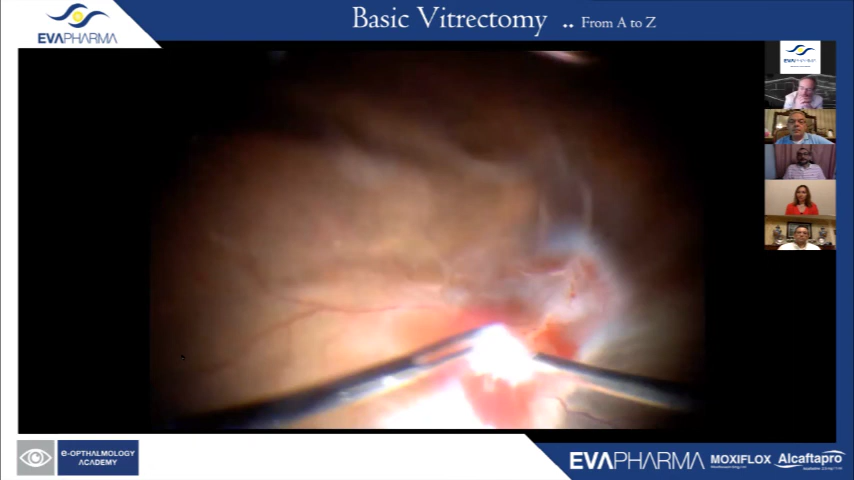 EVAPHARMA
Basic Vitrectomy .. From A to Z
EVAPHARMA
e-OPTHALMOLOGY
ACADEMY
EVAPHARMA MOXIFLOX Alcaftapro